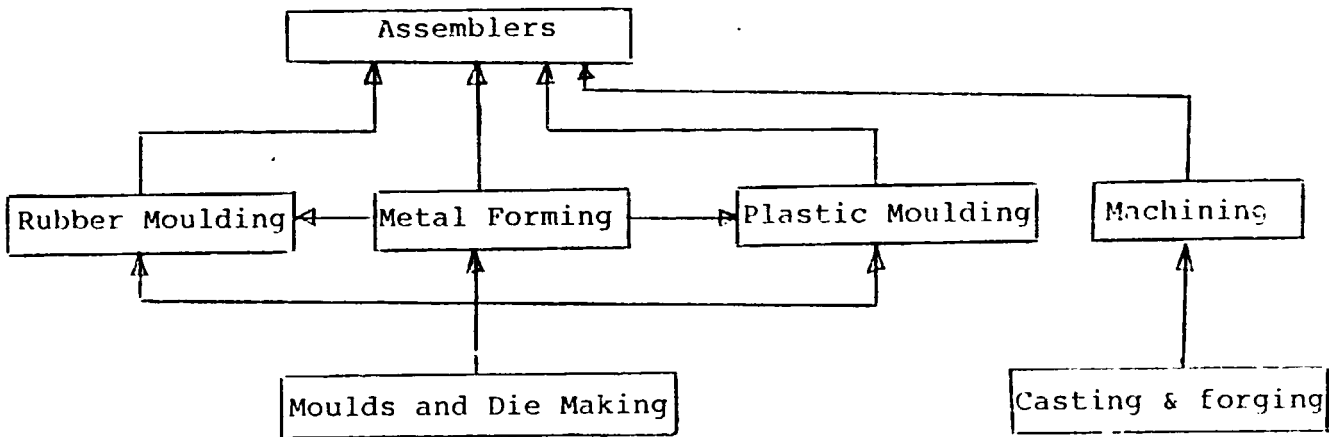 Assemblers
Rubber Moulding
Metal Forming
Plastic Moulding
Machining
Moulds and Die Making
Casting & forging